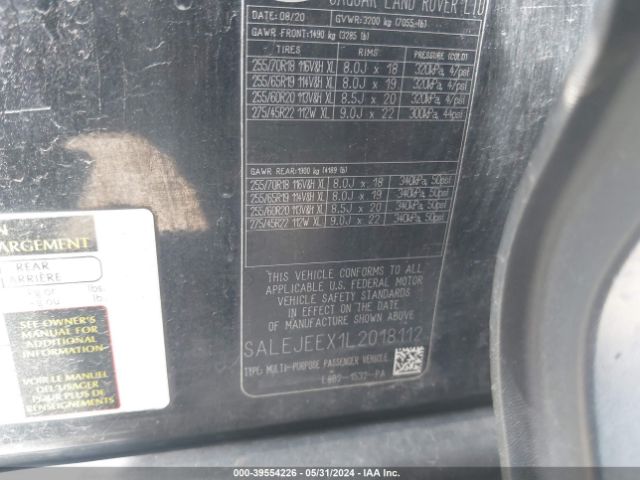 JAGUAR LAND ROVER LTD
DATE: 08/20 GVWR: 3200 kg (7055-lb)
GAWR FRONT: 1490 kg (3285 lb)
TIRES RIMS PRESSURE (COLD)
255/70R18 116V&H XL 8.0J x 18 320kPa,
255/65R19 114V&H XL 8.0J x 19 320kPa,
255/60R20 113V&H XL 8.5J x 20 320kPa,
275/45R22 112W XL 9.0J x 22 300kPa, 44psi
GAWR REAR: 1900 kg (4189 lb)
255/70R18 116V&H XL 8.0J x 18 340kPa, 50psi
255/65R19 114V&H XL 8.0J x 19 340kPa, 50psi
255/60R20 113V&H XL 8.5J x 20 340kPa, 50psi
275/45R22 112W XL 9.0J x 22 340kPa, 50psi
THIS VEHICLE CONFORMS TO ALL
APPLICABLE U.S. FEDERAL MOTOR
VEHICLE SAFETY STANDARDS
IN EFFECT ON THE DATE OF
MANUFACTURE SHOWN ABOVE
SALEJEEX1L2018112
TYPE: MULTI-PURPOSE PASSENGER VEHICLE
REAR
ARRIÈRE
lbs.
lb.
SEE OWNER'S
MANUAL FOR
ADDITIONAL
INFORMATION
VOIR LE MANUEL
DE L'USAGER
POUR PLUS DE
RENSEIGNEMENTS
000-39554226 - 05/31/2024 - IAA Inc.